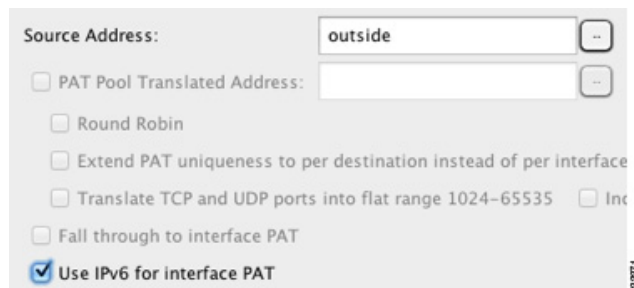 Source Address: outside ..
PAT Pool Translated Address: ..
Round Robin
Extend PAT uniqueness to per destination instead of per interface
Translate TCP and UDP ports into flat range 1024-65535
Fall through to interface PAT
Use IPv6 for interface PAT